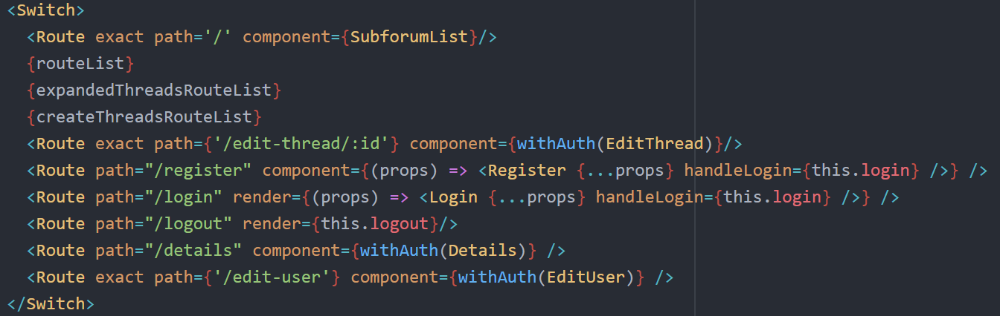 <Switch>
  <Route exact path='/' component={SubforumList}/>
  {routeList}
  {expandedThreadsRouteList}
  {createThreadsRouteList}
  <Route exact path={'/edit-thread/:id'} component={withAuth(EditThread)}/>
  <Route path="/register" component={(props) => <Register {...props} handleLogin={this.login} />} />
  <Route path="/login" render={(props) => <Login {...props} handleLogin={this.login} />} />
  <Route path="/logout" render={this.logout}/>
  <Route path="/details" component={withAuth(Details)} />
  <Route exact path={'/edit-user'} component={withAuth(EditUser)} />
</Switch>